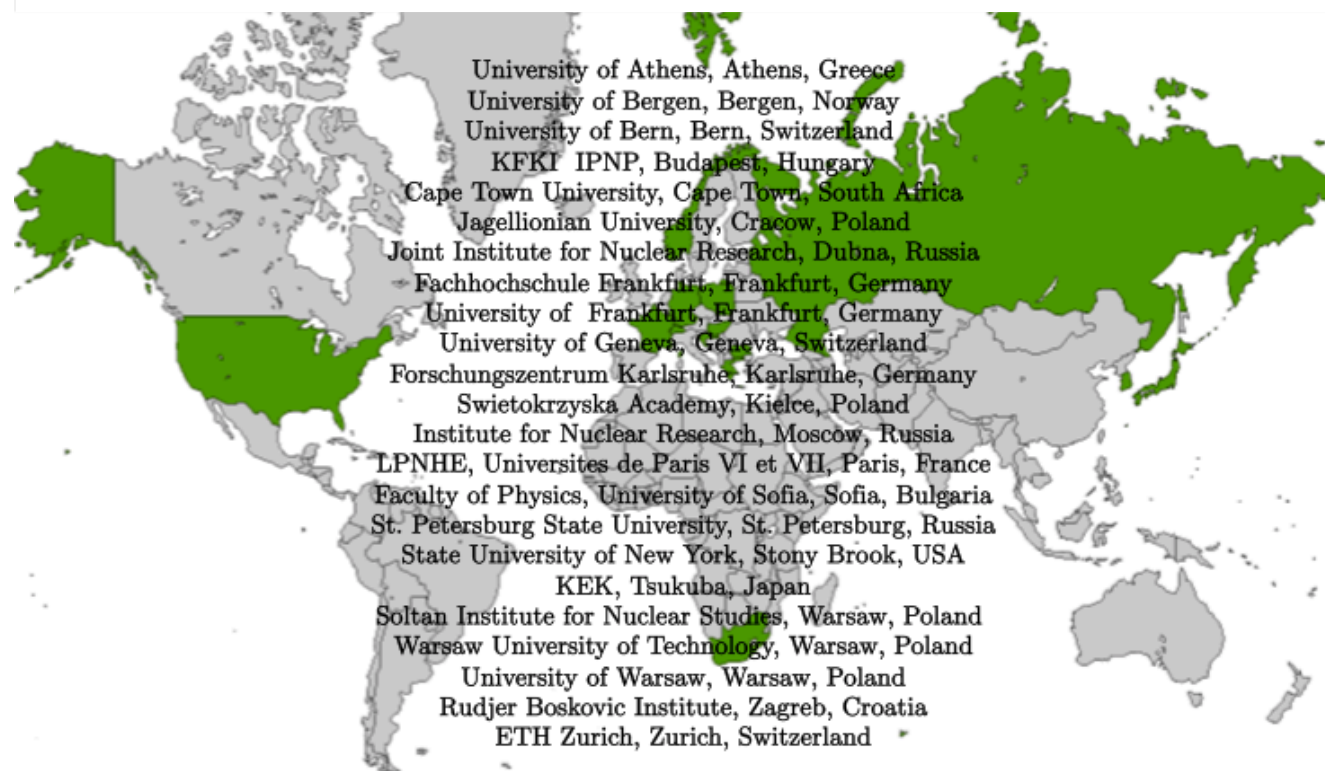 University of Athens, Athens, Greece
University of Bergen, Bergen, Norway
University of Bern, Bern, Switzerland
KFKI IPNP, Budapest, Hungary
Cape Town University, Cape Town, South Africa
Jagellionian University, Cracow, Poland
Joint Institute for Nuclear Research, Dubna, Russia
Fachhochschule Frankfurt, Frankfurt, Germany
University of Frankfurt, Frankfurt, Germany
University of Geneva, Geneva, Switzerland
Forschungszentrum Karlsruhe, Karlsruhe, Germany
Swietokrzyska Academy, Kielce, Poland
Institute for Nuclear Research, Moscow, Russia
LPNHE, Universites de Paris VI et VII, Paris, France
Faculty of Physics, University of Sofia, Sofia, Bulgaria
St. Petersburg State University, St. Petersburg, Russia
State University of New York, Stony Brook, USA
KEK, Tsukuba, Japan
Soltan Institute for Nuclear Studies, Warsaw, Poland
Warsaw University of Technology, Warsaw, Poland
University of Warsaw, Warsaw, Poland
Rudjer Boskovic Institute, Zagreb, Croatia
ETH Zurich, Zurich, Switzerland